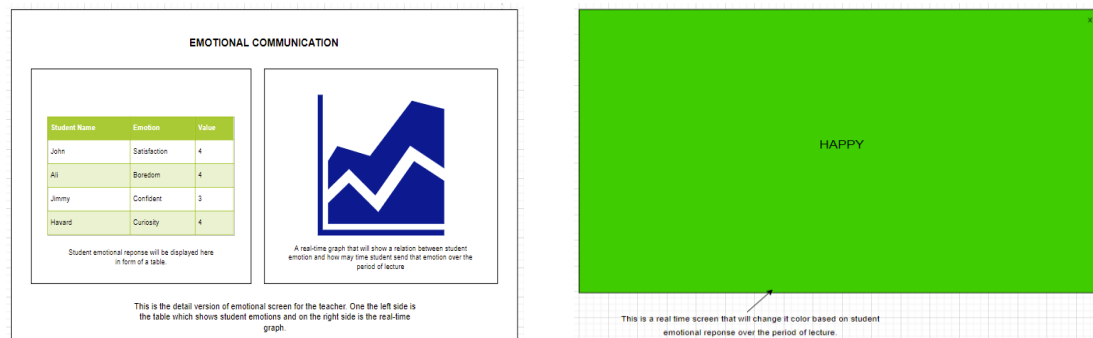 EMOTIONAL COMMUNICATION
Student Name Emotion Value
John Satisfaction 4
Ali Boredom 4
Jimmy Confident 3
Havard Curiosity 4
Student emotional reponse will be displayed here
in form of a table.
A real-time graph that will show a relation between student
emotion and how may time student send that emotion over the
period of lecture
This is the detail version of emotional screen for the teacher. One the left side is
the table which shows student emotions and on the right side is the real-time
graph.
x
HAPPY
This is a real time screen that will change it color based on student
emotional reponse over the period of lecture.